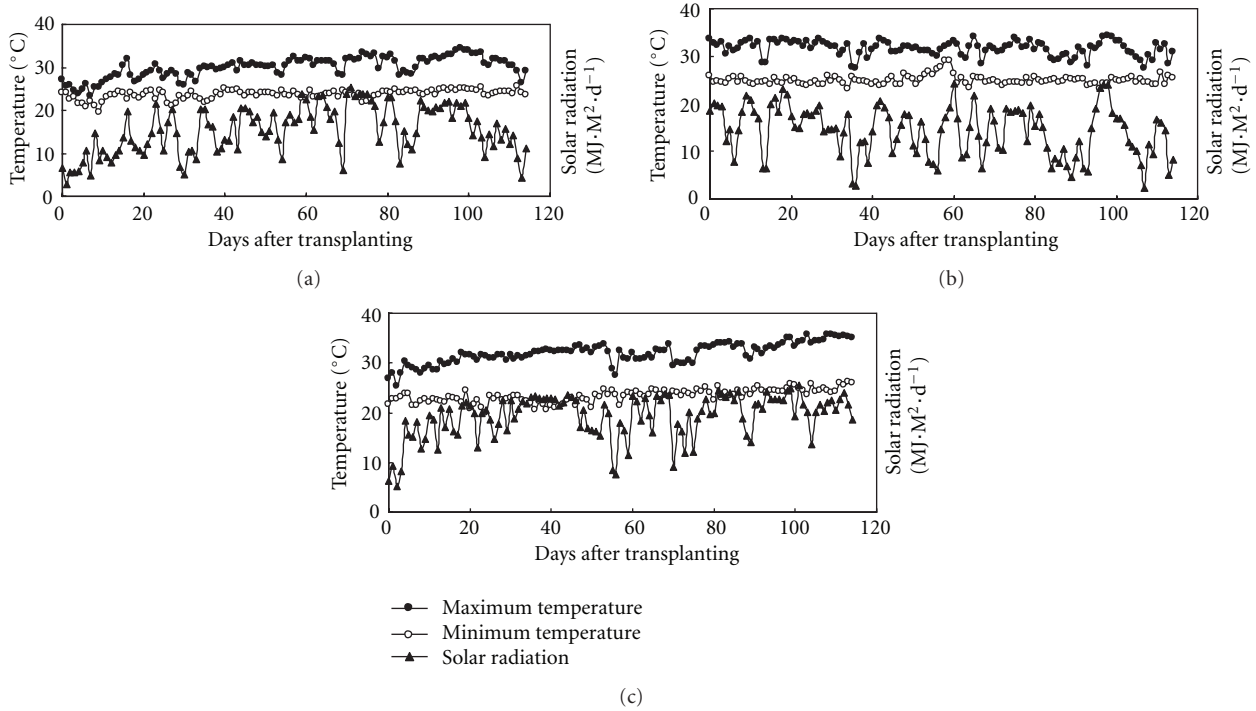 40
30
20
10
0
Temperature (°C)
0 20 40 60 80 100 120
Days after transplanting
Solar radiation
(MJ·M²·d⁻¹)
(a)
40
30
20
10
0
Temperature (°C)
0 20 40 60 80 100 120
Days after transplanting
Solar radiation
(MJ·M²·d⁻¹)
(b)
40
30
20
10
0
Temperature (°C)
0 20 40 60 80 100 120
Days after transplanting
Solar radiation
(MJ·M²·d⁻¹)
Maximum temperature
Minimum temperature
Solar radiation
(c)